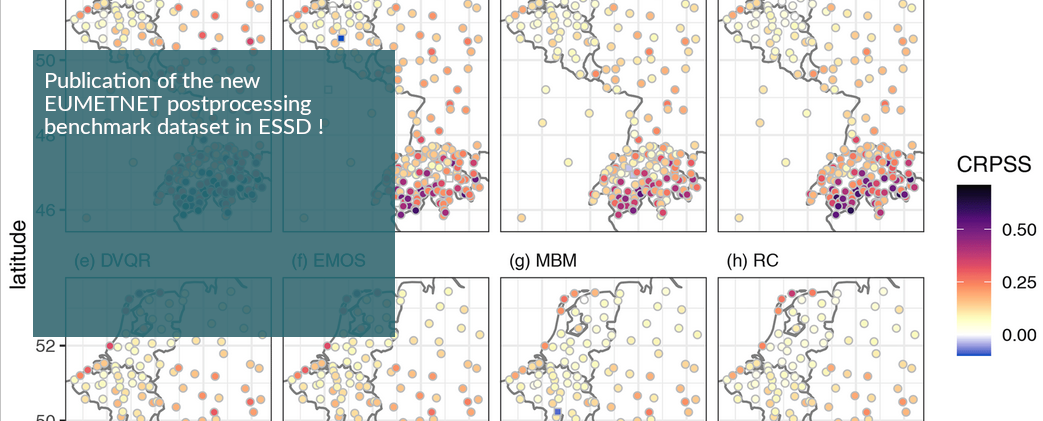 50
Publication of the new
EUMETNET postprocessing
benchmark dataset in ESSD !
48
46
latitude
CRPSS
0.50
0.25
0.00
(e) DVQR
(f) EMOS
(g) MBM
(h) RC
52
50